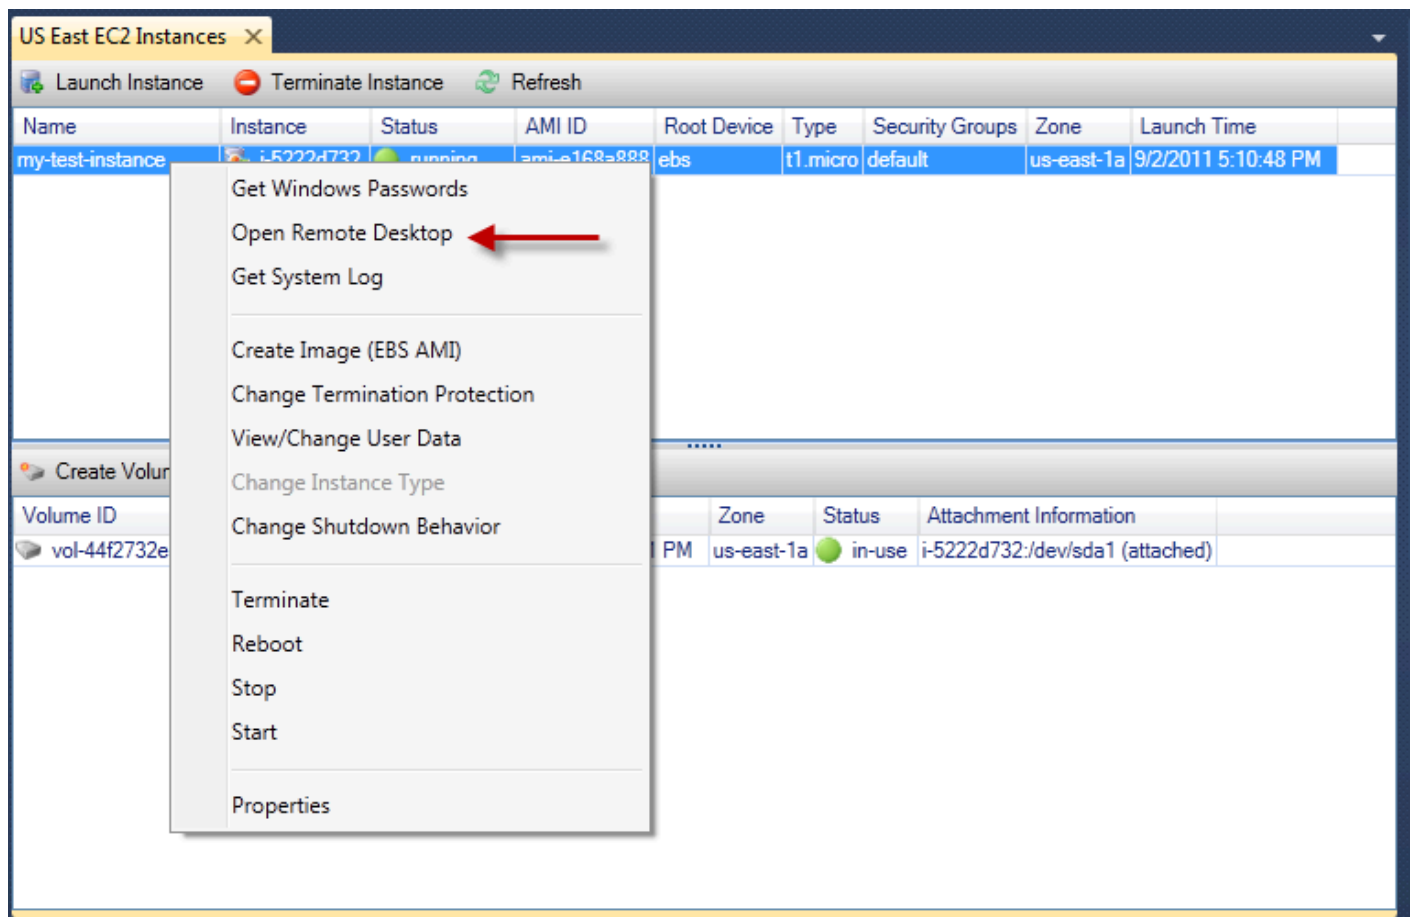 US East EC2 Instances
Launch Instance Terminate Instance Refresh
Name Instance Status AMI ID Root Device Type Security Groups Zone Launch Time
my-test-instance i-5222d732 running ami-e168a888 ebs t1.micro default us-east-1a 9/2/2011 5:10:48 PM
Get Windows Passwords
Open Remote Desktop
Get System Log
Create Image (EBS AMI)
Change Termination Protection
View/Change User Data
Change Instance Type
Change Shutdown Behavior
Terminate
Reboot
Stop
Start
Properties
Create
Volume ID Zone Status Attachment Information
vol-44f2732e PM us-east-1a in-use i-5222d732:/dev/sda1 (attached)